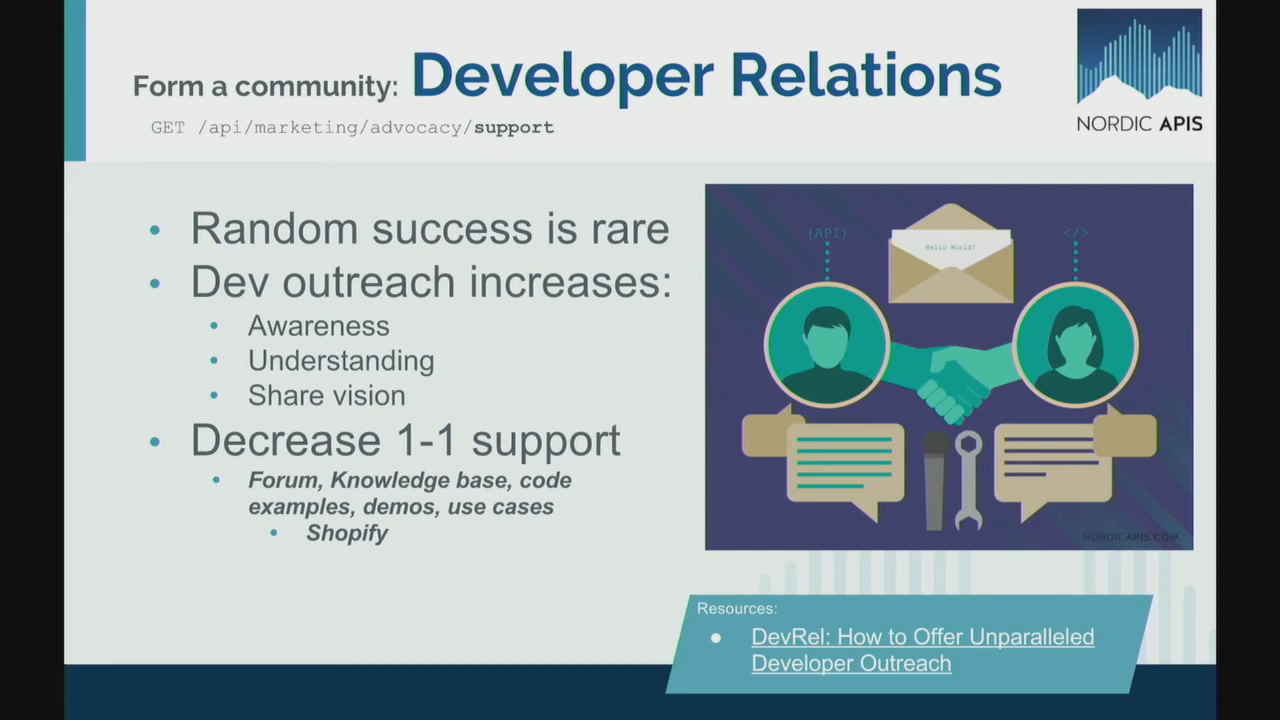 Form a community: Developer Relations
GET /api/marketing/advocacy/support
NORDIC APIS
• Random success is rare
• Dev outreach increases:
• Awareness
• Understanding
• Share vision
• Decrease 1-1 support
• Forum, Knowledge base, code
examples, demos, use cases
• Shopify
(API)
Hello World!
</>
NORDICAPIS.COM
Resources:
● DevRel: How to Offer Unparalleled
Developer Outreach